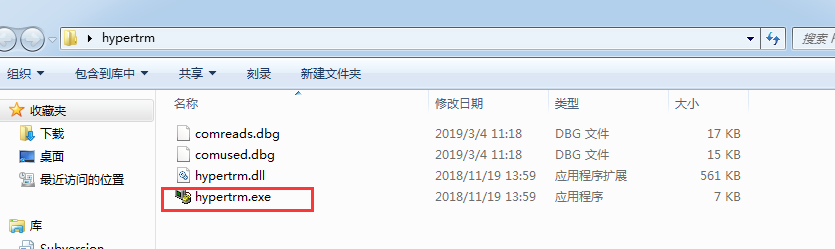 hypertrm
搜索
组织 包含到库中 共享 刻录 新建文件夹
收藏夹
下载
桌面
最近访问的位置
库
Subversion
名称 修改日期 类型 大小
comreads.dbg 2019/3/4 11:18 DBG 文件 17 KB
comused.dbg 2019/3/4 11:18 DBG 文件 15 KB
hypertrm.dll 2018/11/19 13:59 应用程序扩展 561 KB
hypertrm.exe 2018/11/19 13:59 应用程序 7 KB